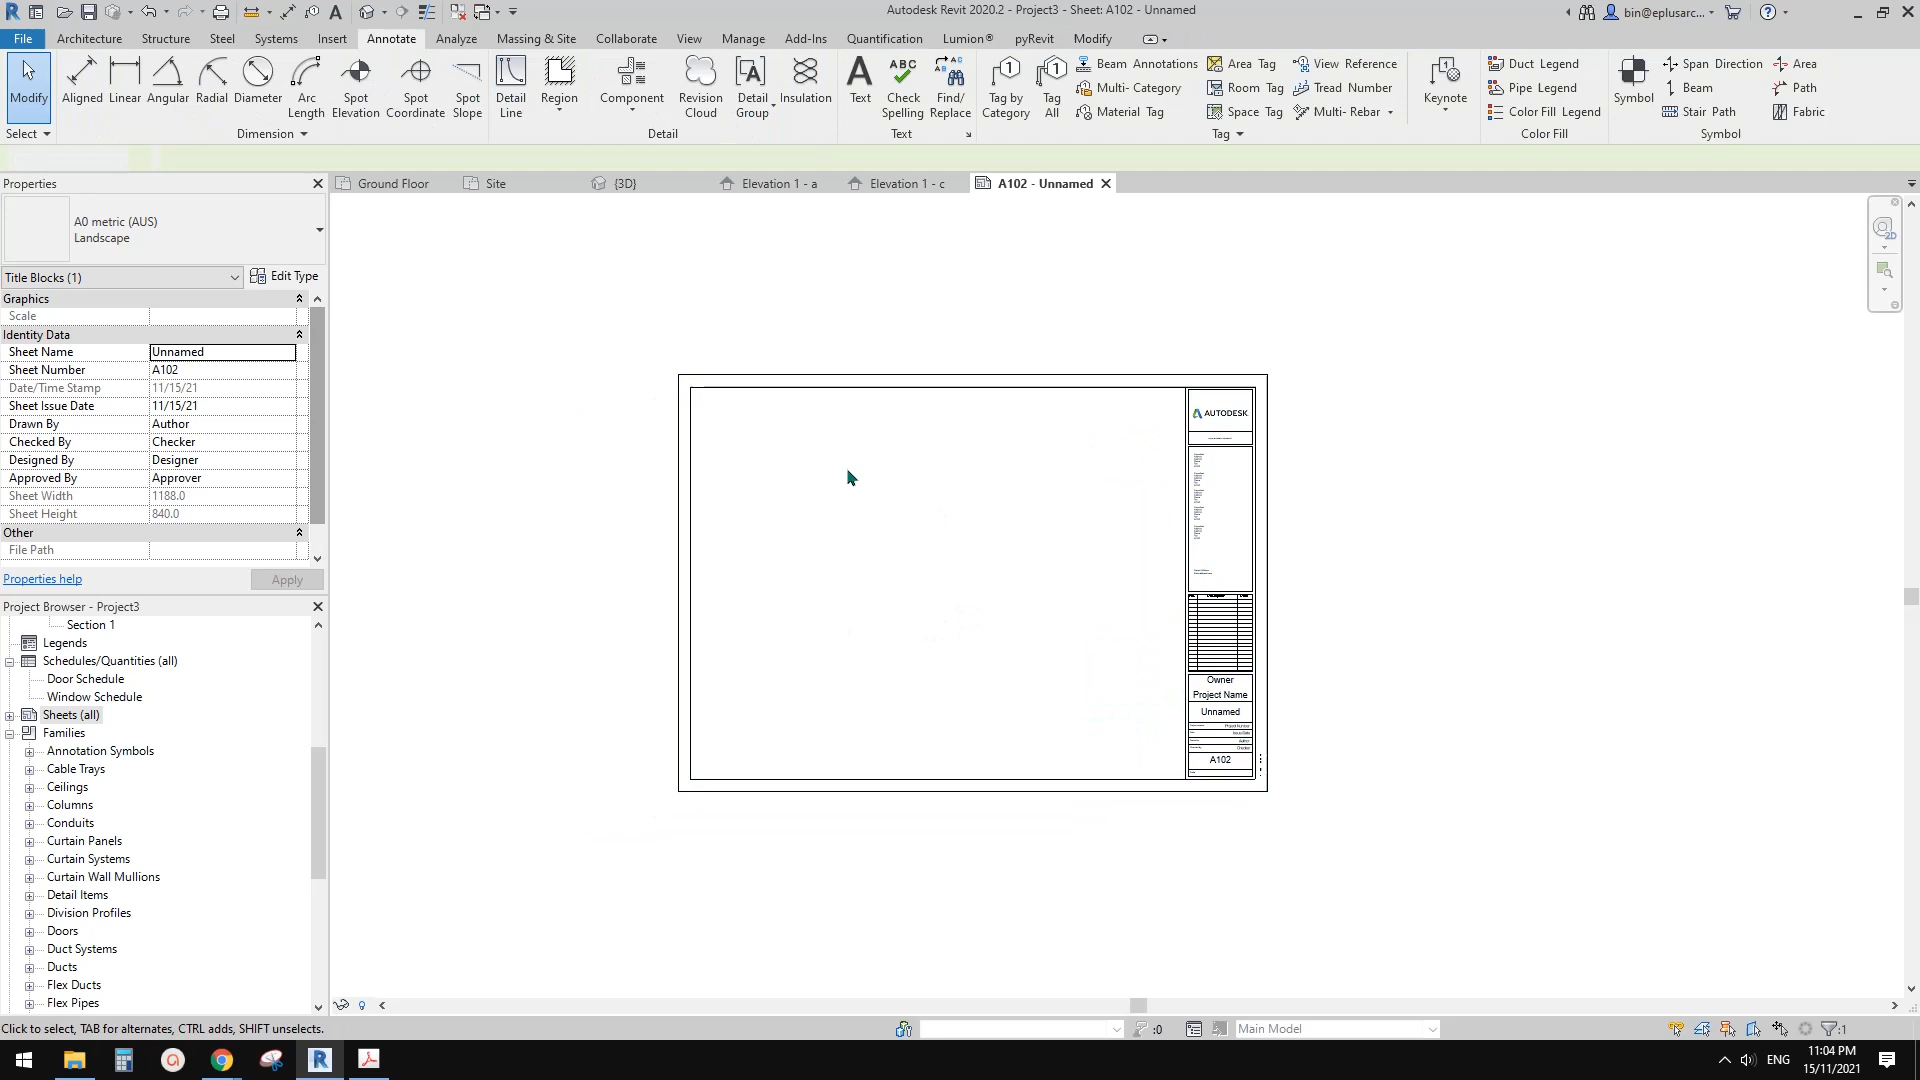 Autodesk Revit 2020.2 - Project3 - Sheet: A102 - Unnamed
bin@eplusarc...
File Architecture Structure Steel Systems Insert Annotate Analyze Massing & Site Collaborate View Manage Add-Ins Quantification Lumion® pyRevit Modify
Modify
Select
Aligned Linear Angular Radial Diameter Arc Length Spot Elevation Spot Coordinate Spot Slope
Dimension
Detail Line Region Component Revision Cloud Detail Group Insulation
Detail
Text Check Spelling Find/ Replace
Text
Tag by Category Tag All
Beam Annotations Area Tag View Reference
Multi- Category Room Tag Tread Number
Material Tag Space Tag Multi- Rebar
Tag
Keynote
Duct Legend
Pipe Legend
Color Fill Legend
Color Fill
Symbol
Span Direction Area
Beam Path
Stair Path Fabric
Symbol
Properties
A0 metric (AUS)
Landscape
Title Blocks (1) Edit Type
Graphics
Scale
Identity Data
Sheet Name Unnamed
Sheet Number A102
Date/Time Stamp 11/15/21
Sheet Issue Date 11/15/21
Drawn By Author
Checked By Checker
Designed By Designer
Approved By Approver
Sheet Width 1188.0
Sheet Height 840.0
Other
File Path
Properties help Apply
Project Browser - Project3
Section 1
Legends
Schedules/Quantities (all)
Door Schedule
Window Schedule
Sheets (all)
Families
Annotation Symbols
Cable Trays
Ceilings
Columns
Conduits
Curtain Panels
Curtain Systems
Curtain Wall Mullions
Detail Items
Division Profiles
Doors
Duct Systems
Ducts
Flex Ducts
Flex Pipes
Ground Floor Site {3D} Elevation 1 - a Elevation 1 - c A102 - Unnamed
2D
AUTODESK
Owner
Project Name
Unnamed
A102
Click to select, TAB for alternates, CTRL adds, SHIFT unselects.
:0
Main Model
:1
ENG
11:04 PM
15/11/2021